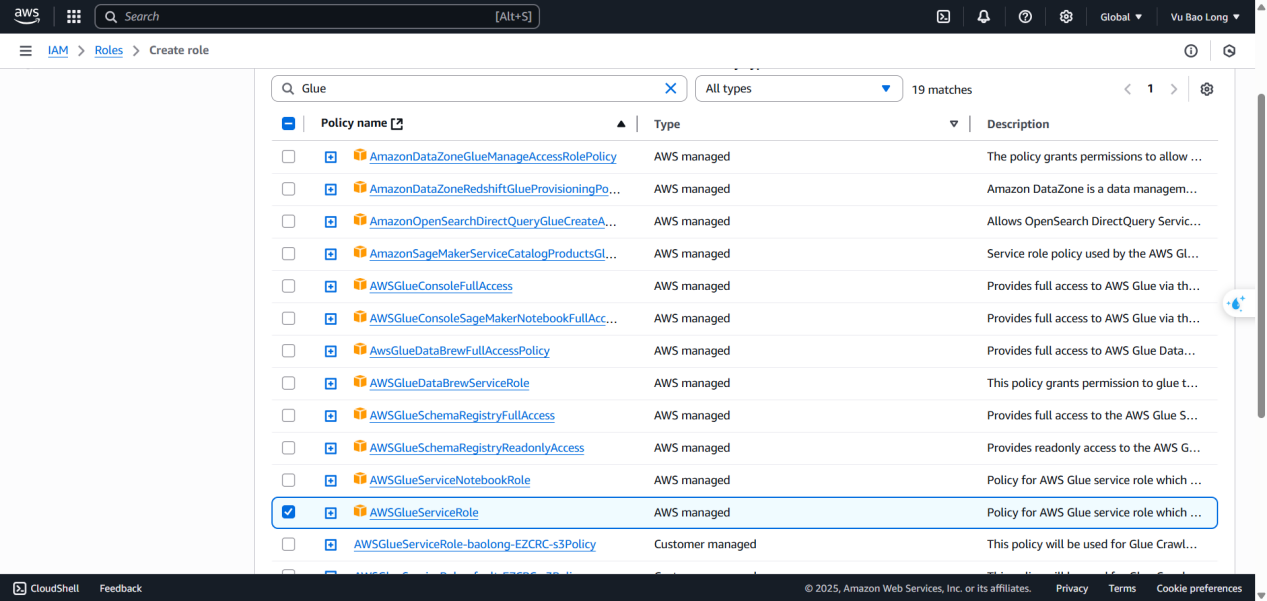 aws
Search [Alt+S] Global Vu Bao Long
IAM Roles Create role
Glue All types 19 matches 1
Policy name Type Description
AmazonDataZoneGlueManageAccessRolePolicy AWS managed The policy grants permissions to allow ...
AmazonDataZoneRedshiftGlueProvisioningPo... AWS managed Amazon DataZone is a data managem...
AmazonOpenSearchDirectQueryGlueCreateA... AWS managed Allows OpenSearch DirectQuery Servic...
AmazonSageMakerServiceCatalogProductsGl... AWS managed Service role policy used by the AWS Gl...
AWSGlueConsoleFullAccess AWS managed Provides full access to AWS Glue via th...
AWSGlueConsoleSageMakerNotebookFullAcc... AWS managed Provides full access to AWS Glue via th...
AwsGlueDataBrewFullAccessPolicy AWS managed Provides full access to AWS Glue Data...
AWSGlueDataBrewServiceRole AWS managed This policy grants permission to glue t...
AWSGlueSchemaRegistryFullAccess AWS managed Provides full access to the AWS Glue S...
AWSGlueSchemaRegistryReadonlyAccess AWS managed Provides readonly access to the AWS G...
AWSGlueServiceNotebookRole AWS managed Policy for AWS Glue service role which ...
AWSGlueServiceRole AWS managed Policy for AWS Glue service role which ...
AWSGlueServiceRole-baolong-EZCRC-s3Policy Customer managed This policy will be used for Glue Crawl...
CloudShell Feedback © 2025, Amazon Web Services, Inc. or its affiliates. Privacy Terms Cookie preferences